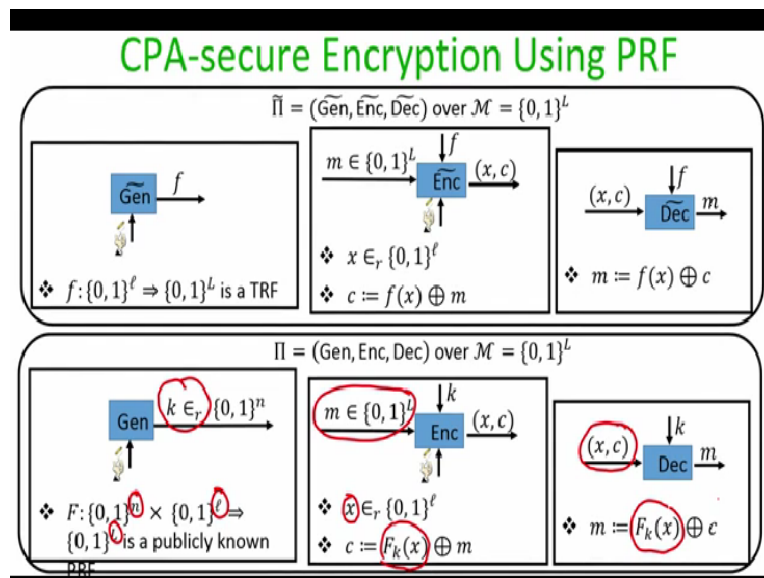 CPA-secure Encryption Using PRF
Π̃ = (G̃en, Ẽnc, D̃ec) over ℳ = {0, 1}^L
f
G̃en
❖ f: {0, 1}^ℓ ⇒ {0, 1}^L is a TRF
f
m ∈ {0, 1}^L
Ẽnc
(x, c)
❖ x ∈_r {0, 1}^ℓ
❖ c := f(x) ⊕ m
f
(x, c)
D̃ec
m
❖ m := f(x) ⊕ c
Π = (Gen, Enc, Dec) over ℳ = {0, 1}^L
k ∈_r {0, 1}^n
Gen
❖ F: {0, 1}^n × {0, 1}^ℓ ⇒
{0, 1}^L is a publicly known
PRF
k
m ∈ {0, 1}^L
Enc
(x, c)
❖ x ∈_r {0, 1}^ℓ
❖ c := F_k(x) ⊕ m
k
(x, c)
Dec
m
❖ m := F_k(x) ⊕ c